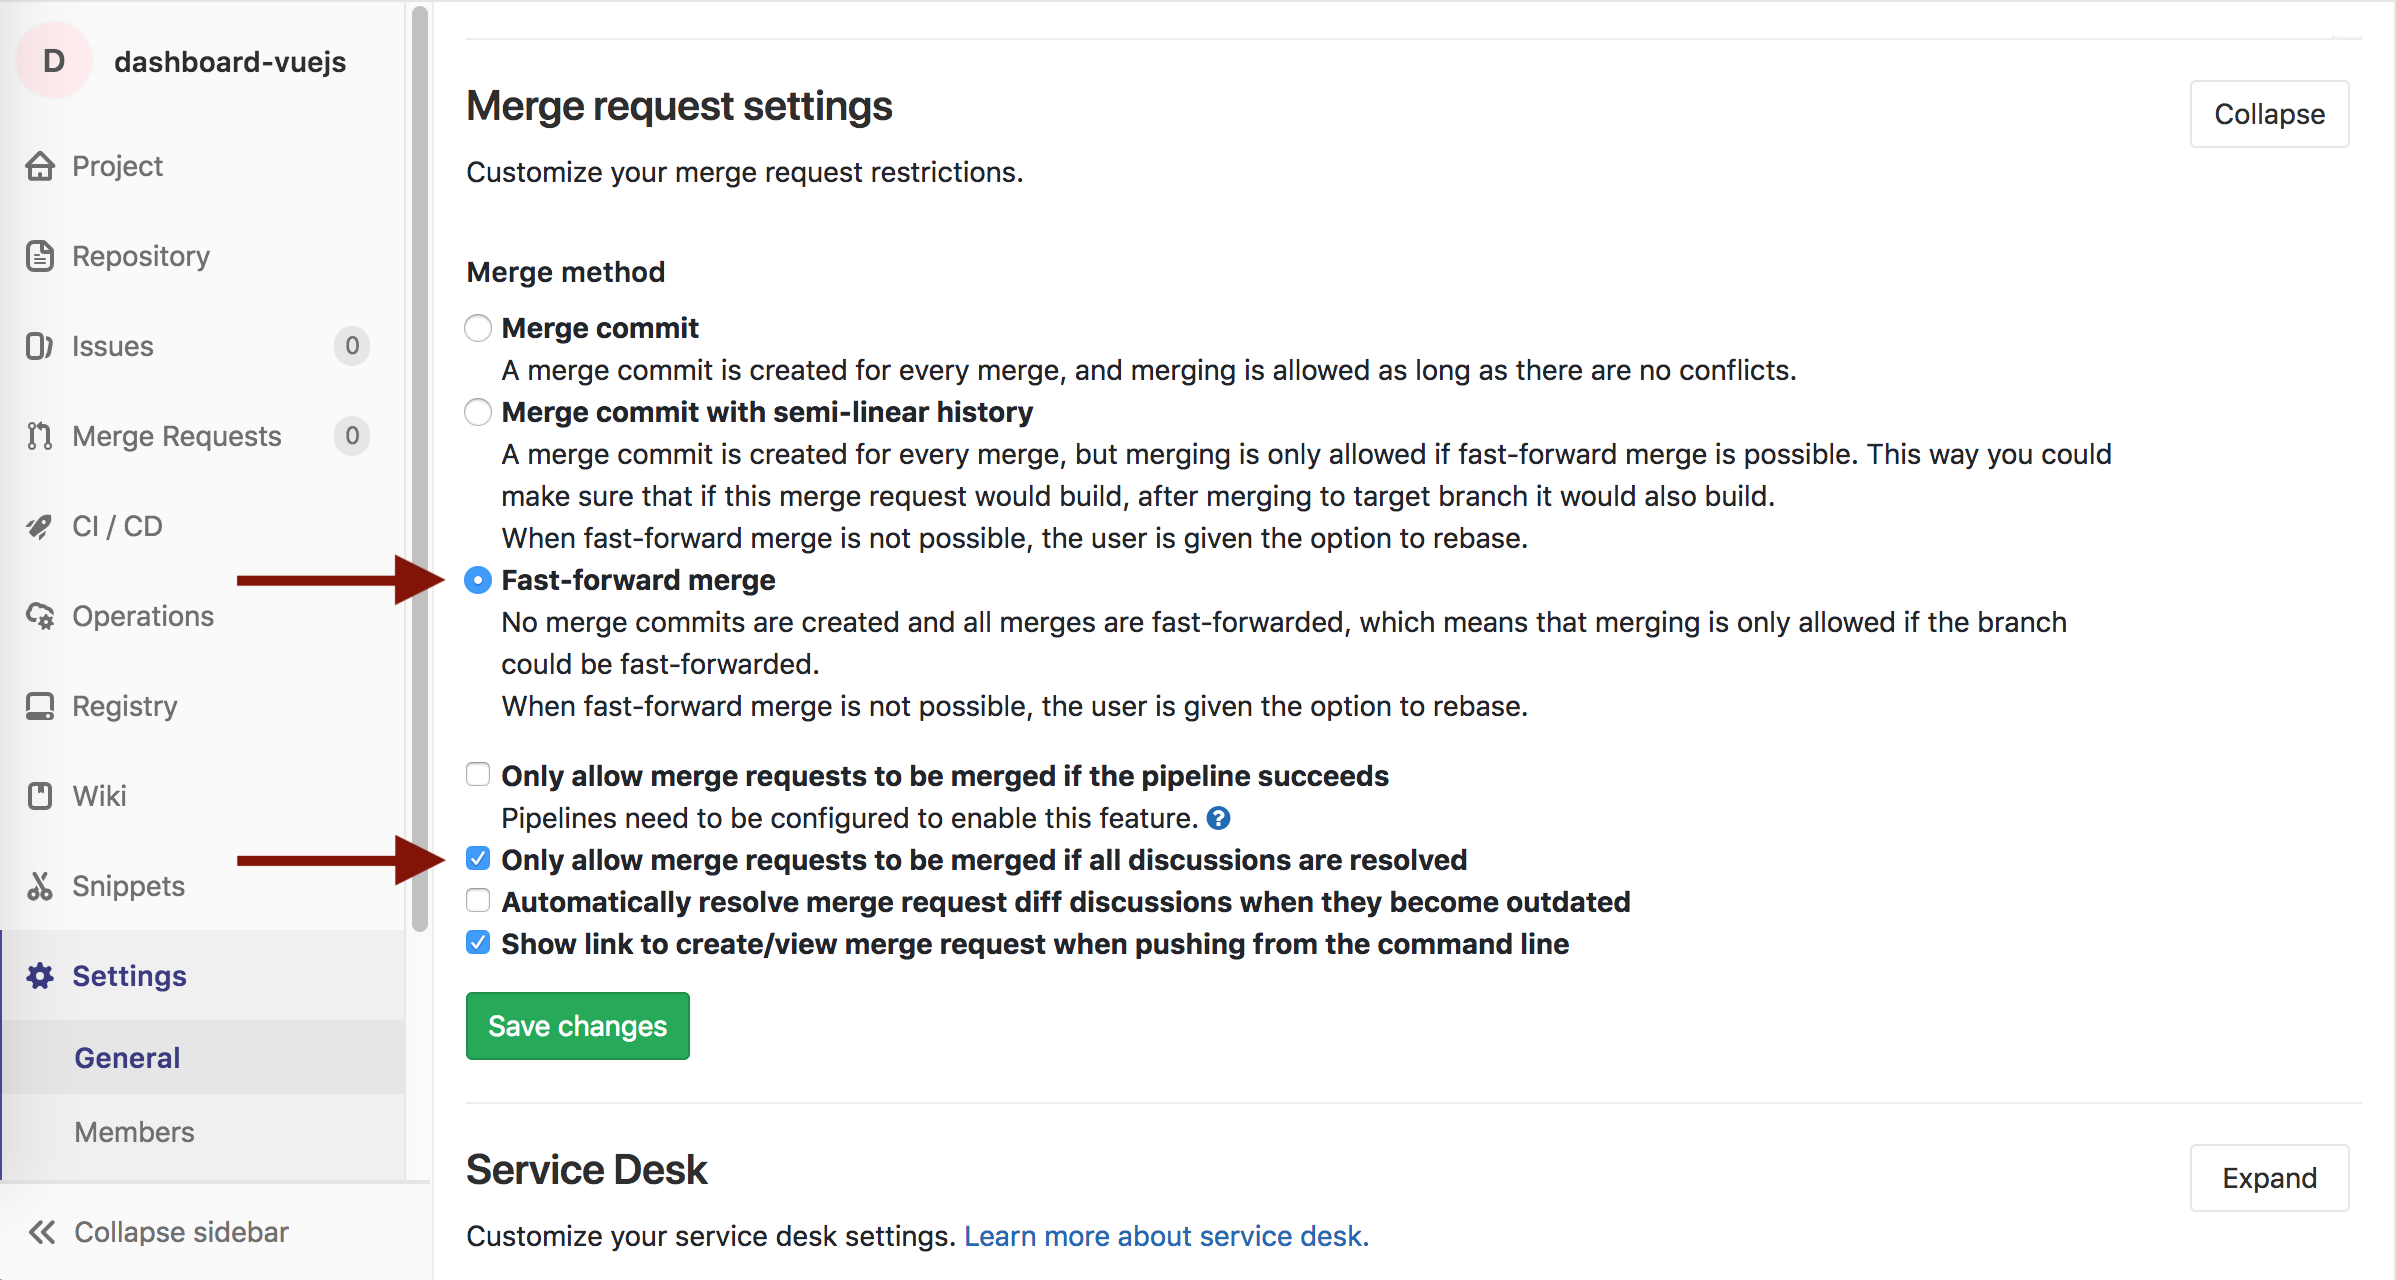 D
dashboard-vuejs
Project
Repository
Issues 0
Merge Requests 0
CI / CD
Operations
Registry
Wiki
Snippets
Settings
General
Members
Collapse sidebar
Merge request settings
Collapse
Customize your merge request restrictions.
Merge method
Merge commit
A merge commit is created for every merge, and merging is allowed as long as there are no conflicts.
Merge commit with semi-linear history
A merge commit is created for every merge, but merging is only allowed if fast-forward merge is possible. This way you could
make sure that if this merge request would build, after merging to target branch it would also build.
When fast-forward merge is not possible, the user is given the option to rebase.
Fast-forward merge
No merge commits are created and all merges are fast-forwarded, which means that merging is only allowed if the branch
could be fast-forwarded.
When fast-forward merge is not possible, the user is given the option to rebase.
Only allow merge requests to be merged if the pipeline succeeds
Pipelines need to be configured to enable this feature. ?
Only allow merge requests to be merged if all discussions are resolved
Automatically resolve merge request diff discussions when they become outdated
Show link to create/view merge request when pushing from the command line
Save changes
Service Desk
Expand
Customize your service desk settings. Learn more about service desk.